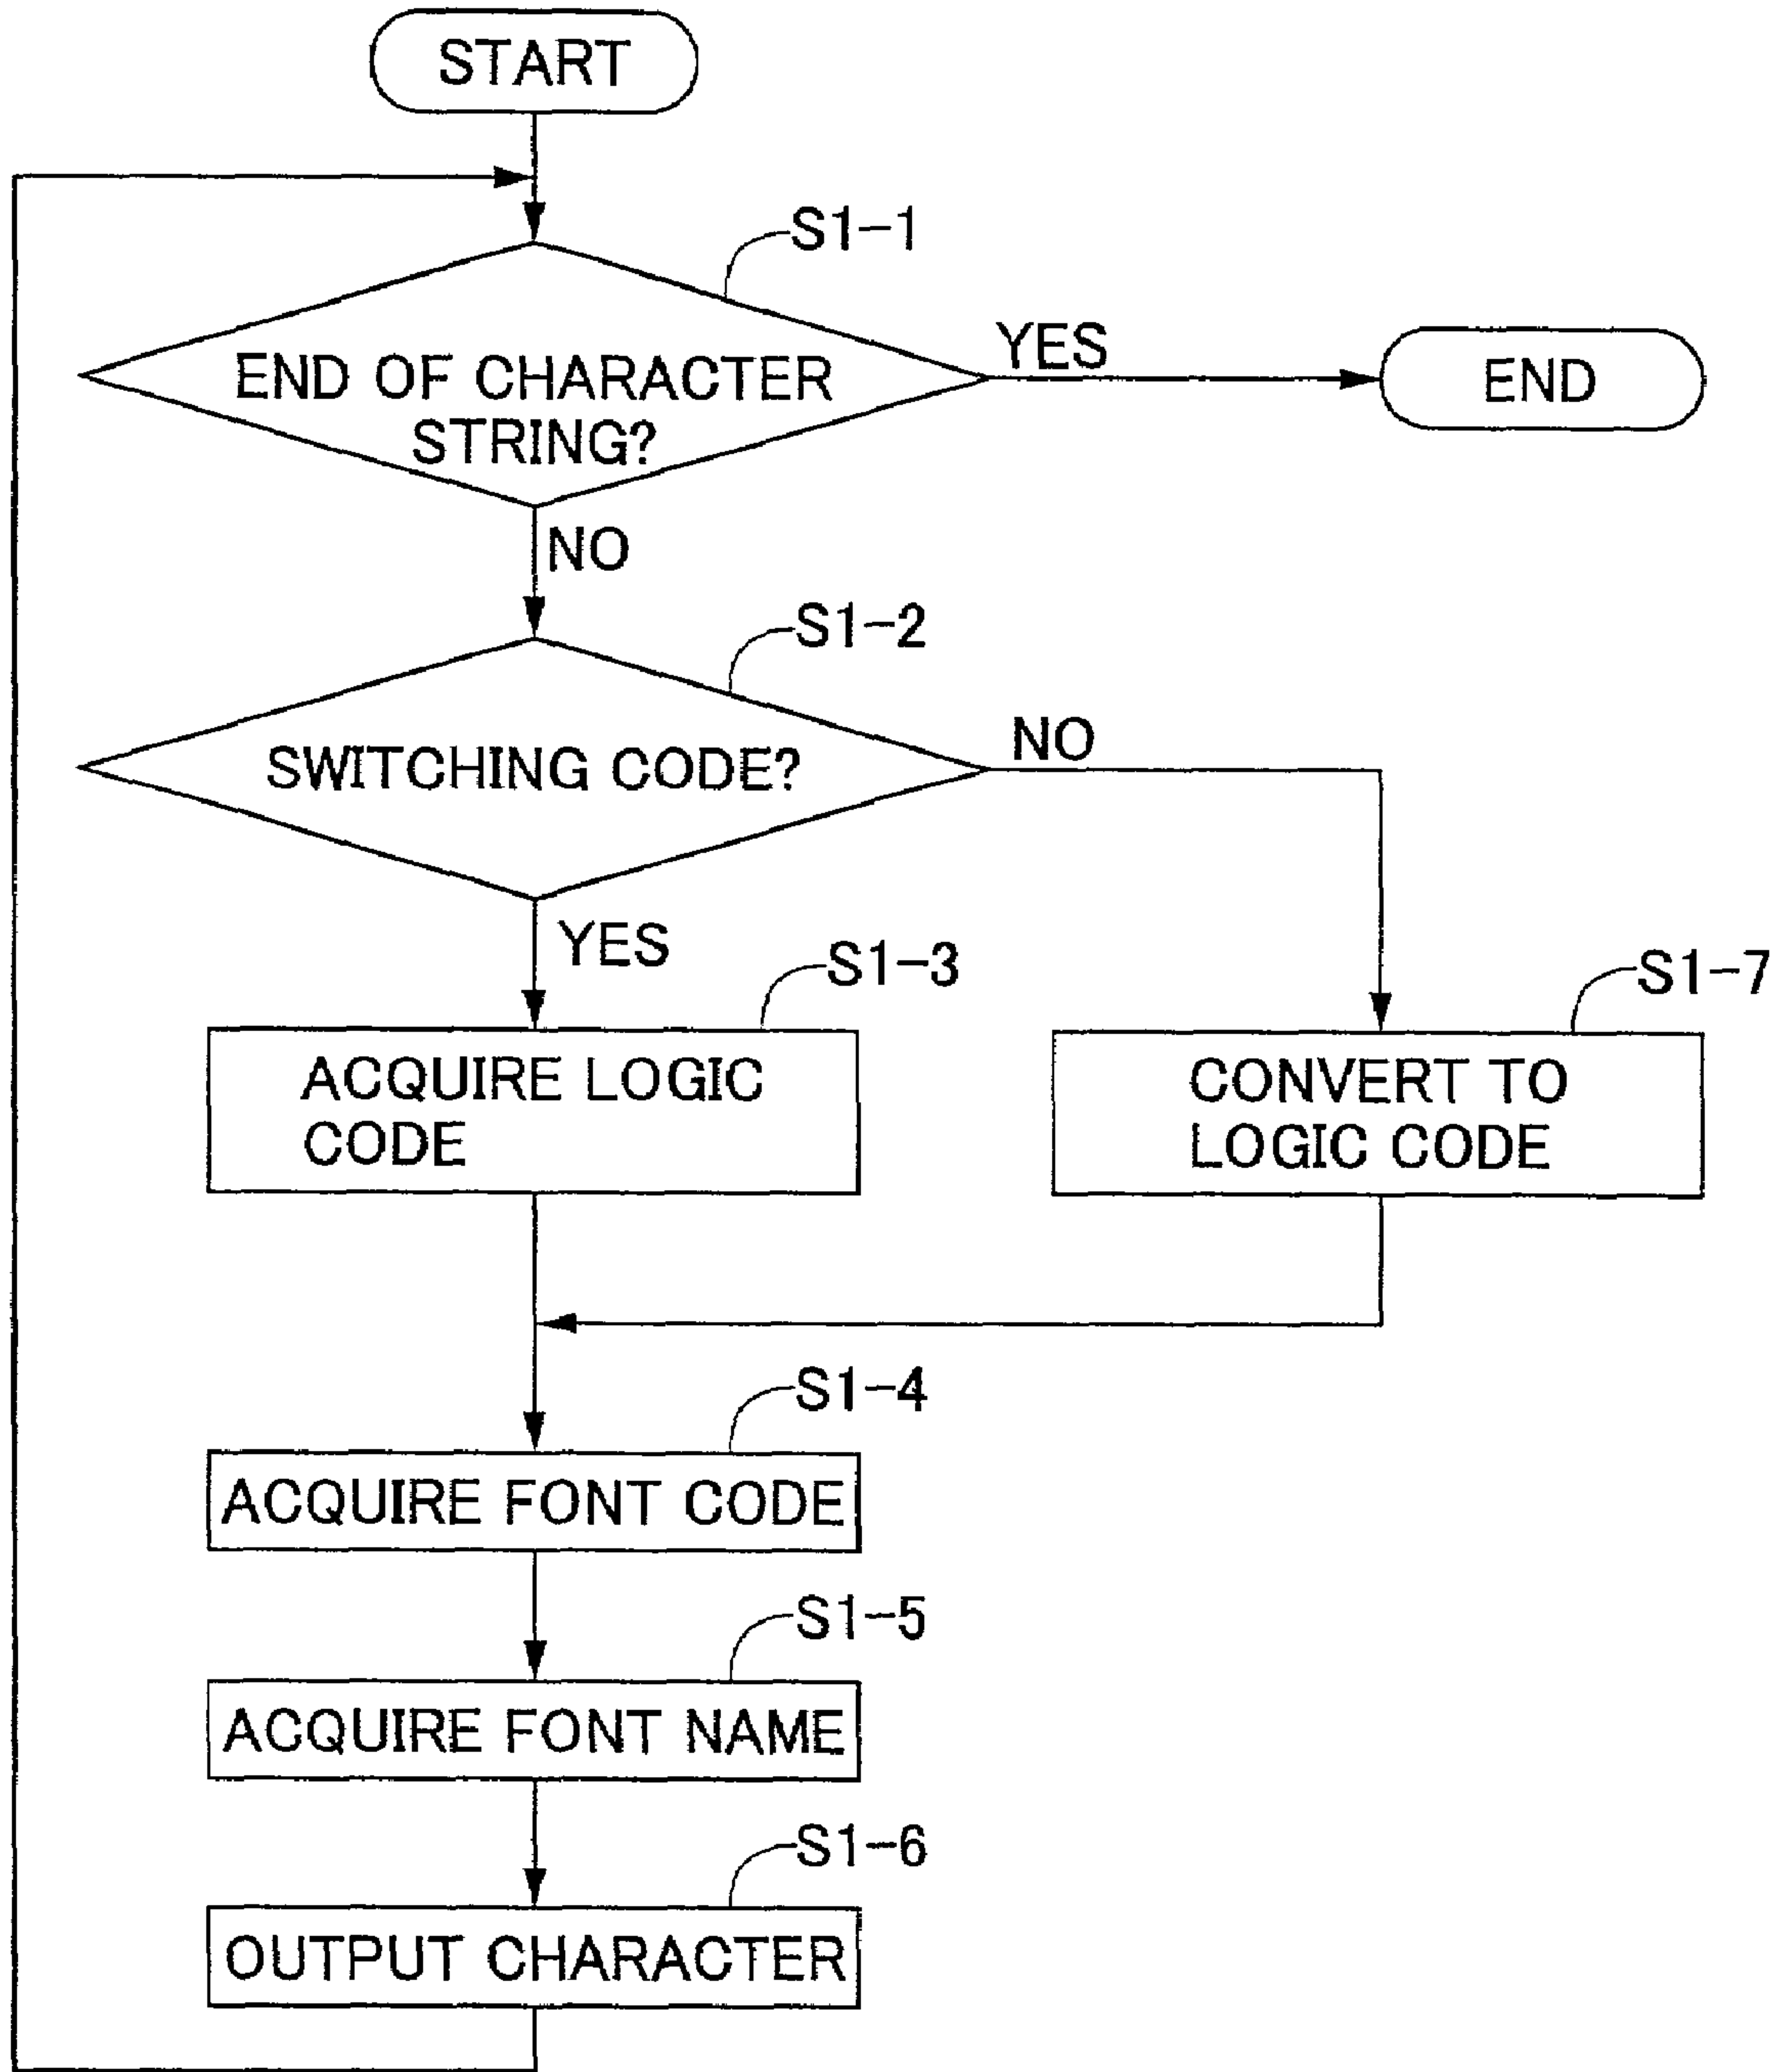 START
S1-1
END OF CHARACTER
STRING?
YES
END
NO
S1-2
SWITCHING CODE?
NO
YES
S1-3
S1-7
ACQUIRE LOGIC
CODE
CONVERT TO
LOGIC CODE
S1-4
ACQUIRE FONT CODE
S1-5
ACQUIRE FONT NAME
S1-6
OUTPUT CHARACTER